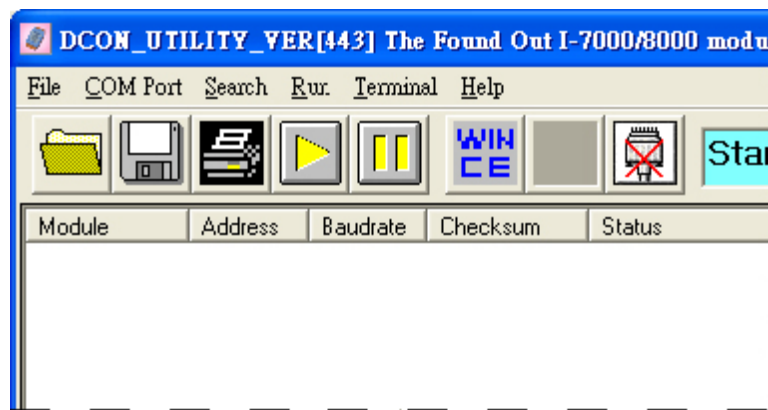 DCON_UTILITY_VER[443] The Found Out I-7000/8000 modu
File COM Port Search Run Terminal Help
WIN CE Star
Module Address Baudrate Checksum Status